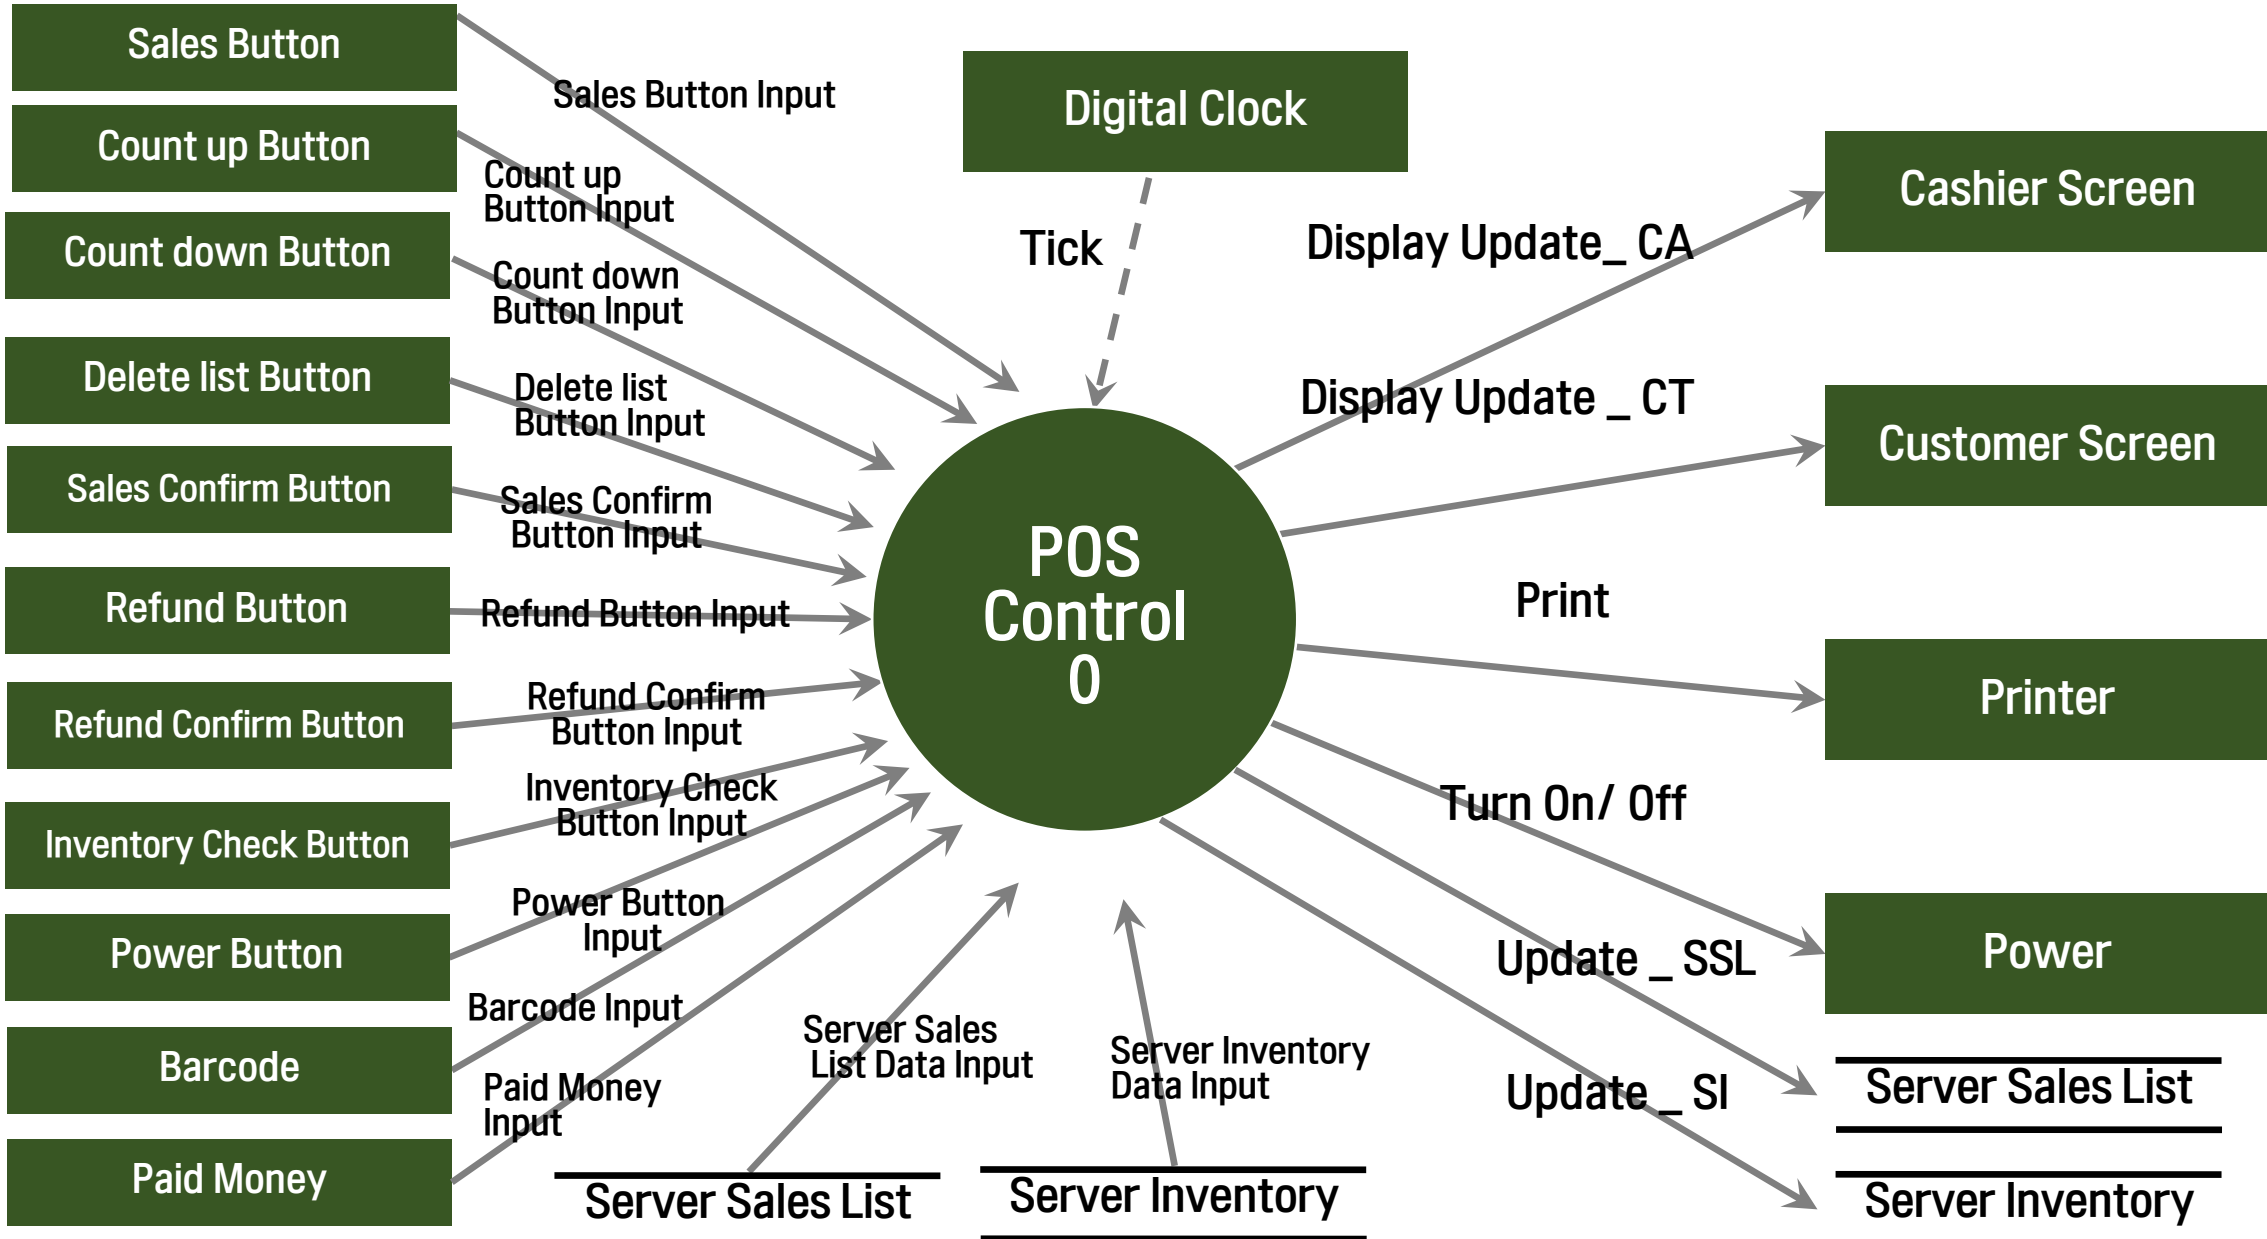 Sales Button
Sales Button Input
Digital Clock
Count up Button
Count up
Button Input
Cashier Screen
Count down Button
Count down
Button Input
Tick
Display Update_ CA
Delete list Button
Delete list
Button Input
Display Update _ CT
Customer Screen
Sales Confirm Button
Sales Confirm
Button Input
POS
Control
0
Refund Button
Refund Button Input
Print
Refund Confirm Button
Refund Confirm
Button Input
Printer
Inventory Check Button
Inventory Check
Button Input
Turn On/ Off
Power Button
Power Button
Input
Update _ SSL
Power
Barcode
Barcode Input
Server Sales
List Data Input
Server Inventory
Data Input
Update _ SI
Server Sales List
Paid Money
Paid Money
Input
Server Sales List
Server Inventory
Server Inventory